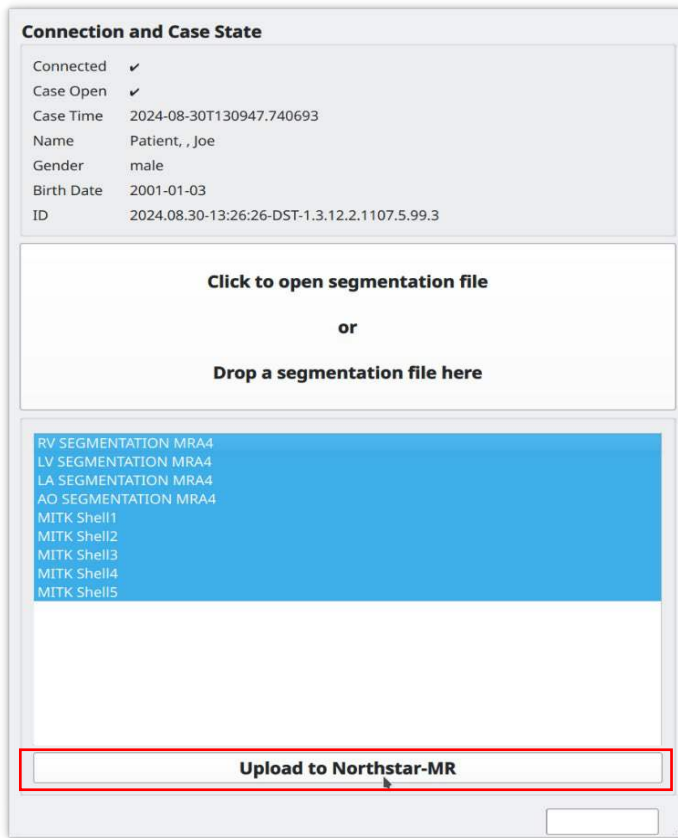 Connection and Case State
Connected ✔
Case Open ✔
Case Time 2024-08-30T130947.740693
Name Patient, , Joe
Gender male
Birth Date 2001-01-03
ID 2024.08.30-13:26:26-DST-1.3.12.2.1107.5.99.3
Click to open segmentation file
or
Drop a segmentation file here
RV SEGMENTATION MRA4
LV SEGMENTATION MRA4
LA SEGMENTATION MRA4
AO SEGMENTATION MRA4
MITK Shell1
MITK Shell2
MITK Shell3
MITK Shell4
MITK Shell5
Upload to Northstar-MR